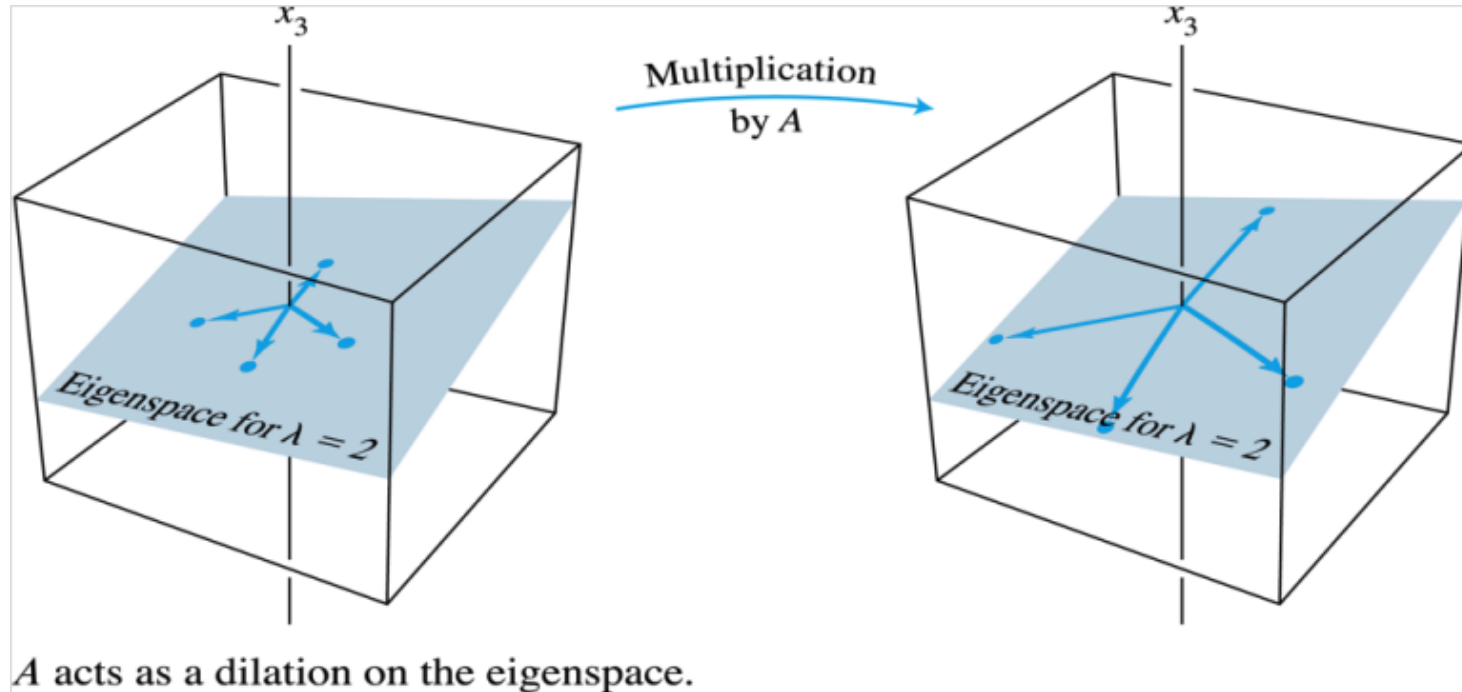 x₃
Multiplication
by A
x₃
Eigenspace for λ = 2
Eigenspace for λ = 2
A acts as a dilation on the eigenspace.